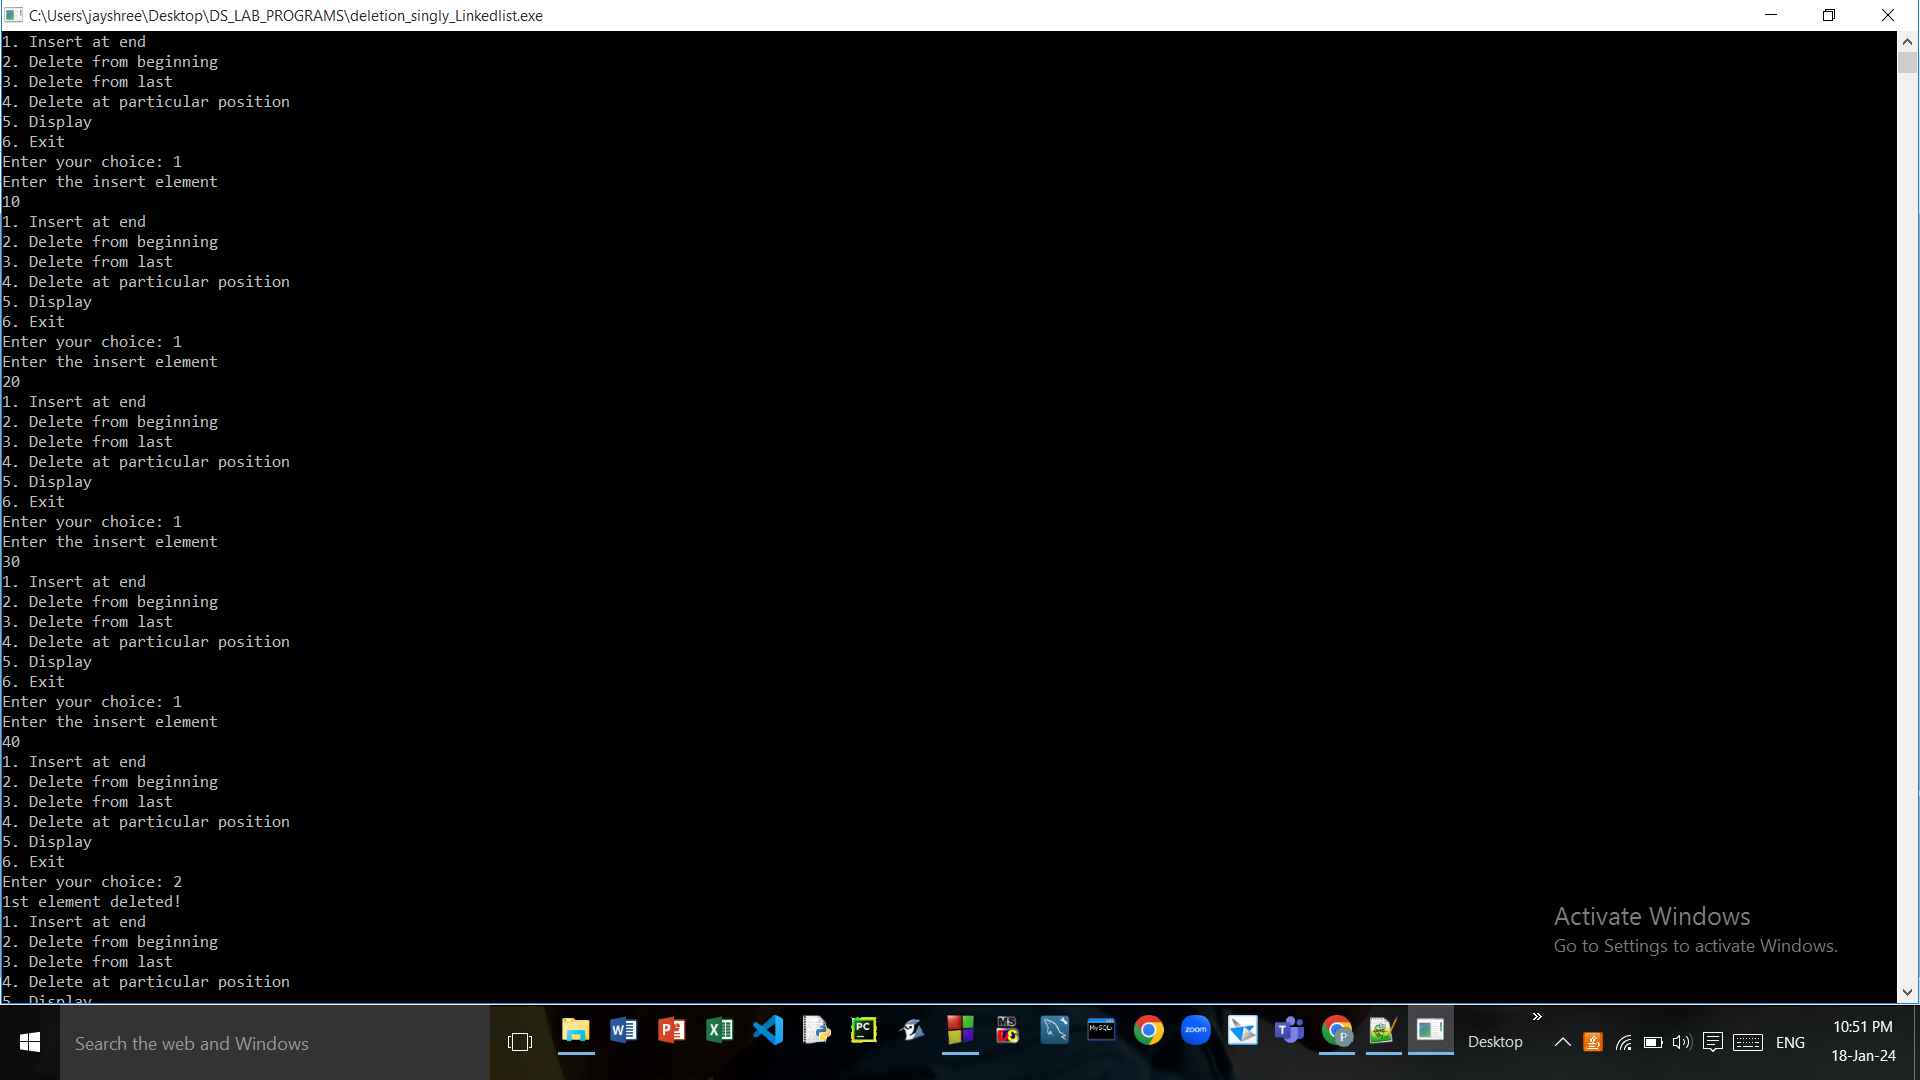 C:\Users\jayshree\Desktop\DS_LAB_PROGRAMS\deletion_singly_Linkedlist.exe
1. Insert at end
2. Delete from beginning
3. Delete from last
4. Delete at particular position
5. Display
6. Exit
Enter your choice: 1
Enter the insert element
10
1. Insert at end
2. Delete from beginning
3. Delete from last
4. Delete at particular position
5. Display
6. Exit
Enter your choice: 1
Enter the insert element
20
1. Insert at end
2. Delete from beginning
3. Delete from last
4. Delete at particular position
5. Display
6. Exit
Enter your choice: 1
Enter the insert element
30
1. Insert at end
2. Delete from beginning
3. Delete from last
4. Delete at particular position
5. Display
6. Exit
Enter your choice: 1
Enter the insert element
40
1. Insert at end
2. Delete from beginning
3. Delete from last
4. Delete at particular position
5. Display
6. Exit
Enter your choice: 2
1st element deleted!
1. Insert at end
2. Delete from beginning
3. Delete from last
4. Delete at particular position
5. Display
Activate Windows
Go to Settings to activate Windows.
Search the web and Windows
PC
MS
MySQL
zoom
P
Desktop
ENG
10:51 PM
18-Jan-24